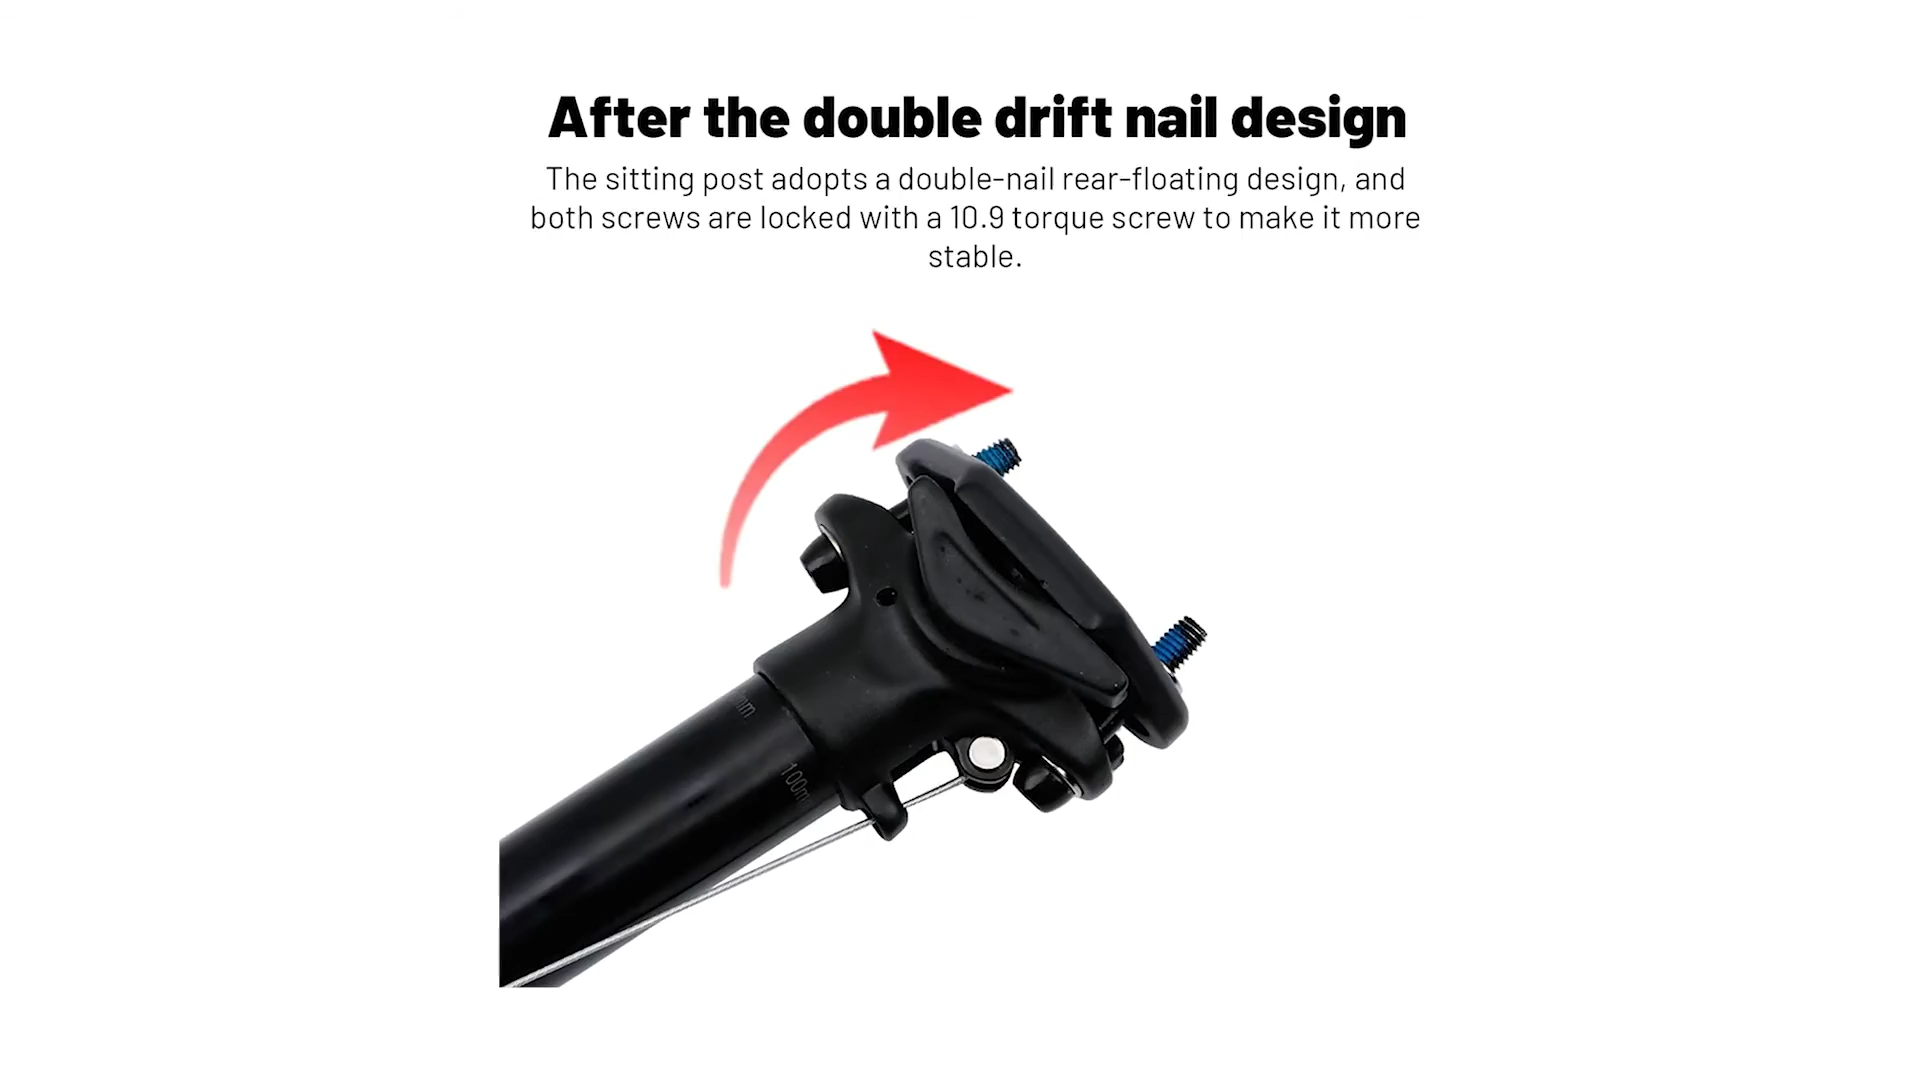 After the double drift nail design
The sitting post adopts a double-nail rear-floating design, and
both screws are locked with a 10.9 torque screw to make it more
stable.
100m